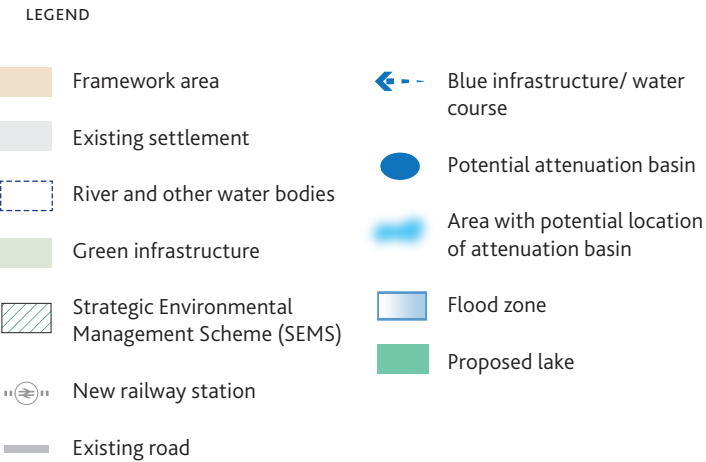 LEGEND
Framework area
Existing settlement
River and other water bodies
Green infrastructure
Strategic Environmental
Management Scheme (SEMS)
New railway station
Existing road
Blue infrastructure/ water
course
Potential attenuation basin
Area with potential location
of attenuation basin
Flood zone
Proposed lake